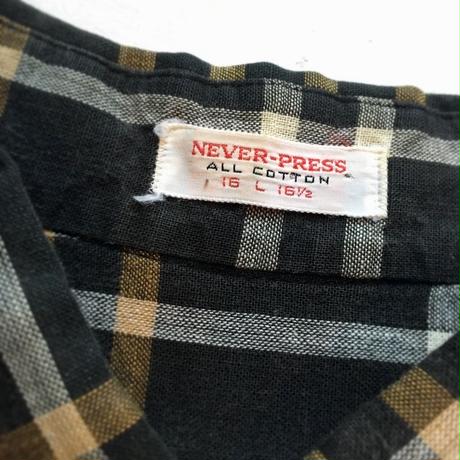 NEVER-PRESS
ALL COTTON
16 L 16½